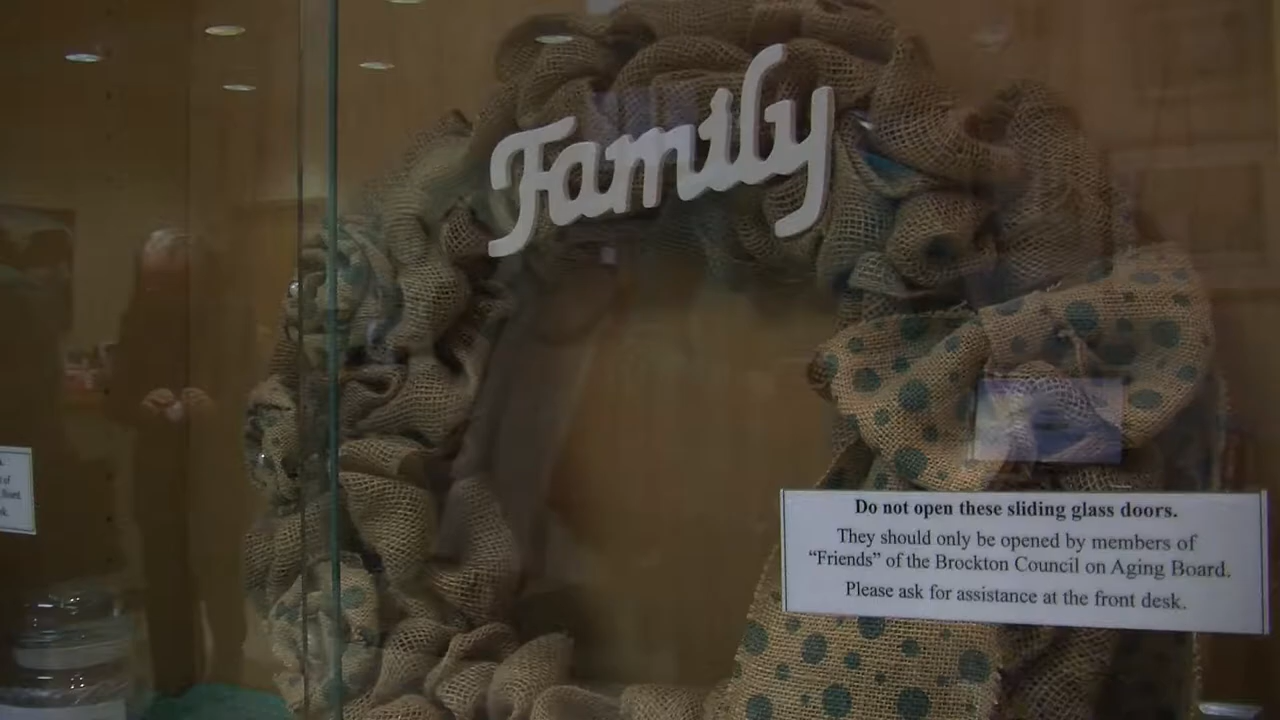 Family
Do not open these sliding glass doors.
They should only be opened by members of
“Friends” of the Brockton Council on Aging Board.
Please ask for assistance at the front desk.
of